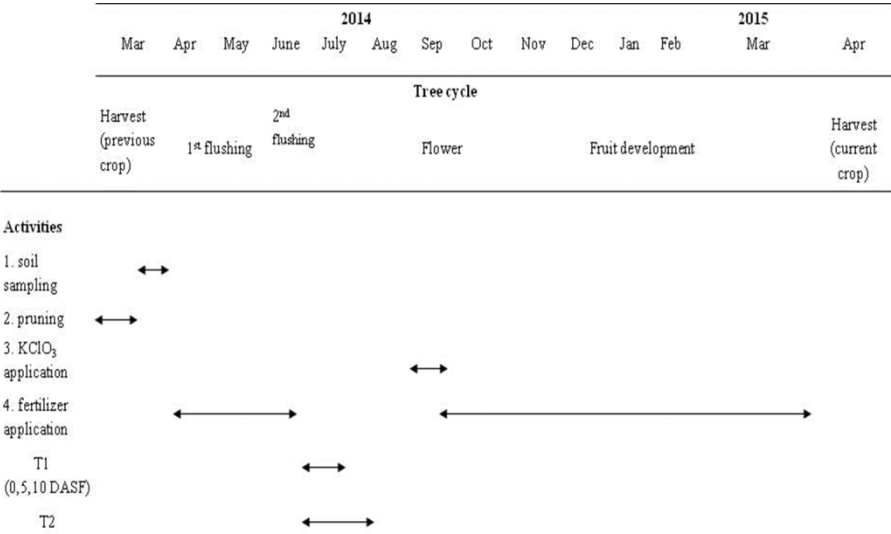 2014 2015
Mar Apr May June July Aug Sep Oct Nov Dec Jan Feb Mar Apr
Tree cycle
Harvest
(previous
crop)
1st flushing
2nd
flushing
Flower
Fruit development
Harvest
(current
crop)
Activities
1. soil
sampling
2. pruning
3. KClO3
application
4. fertilizer
application
T1
(0,5,10 DASF)
T2